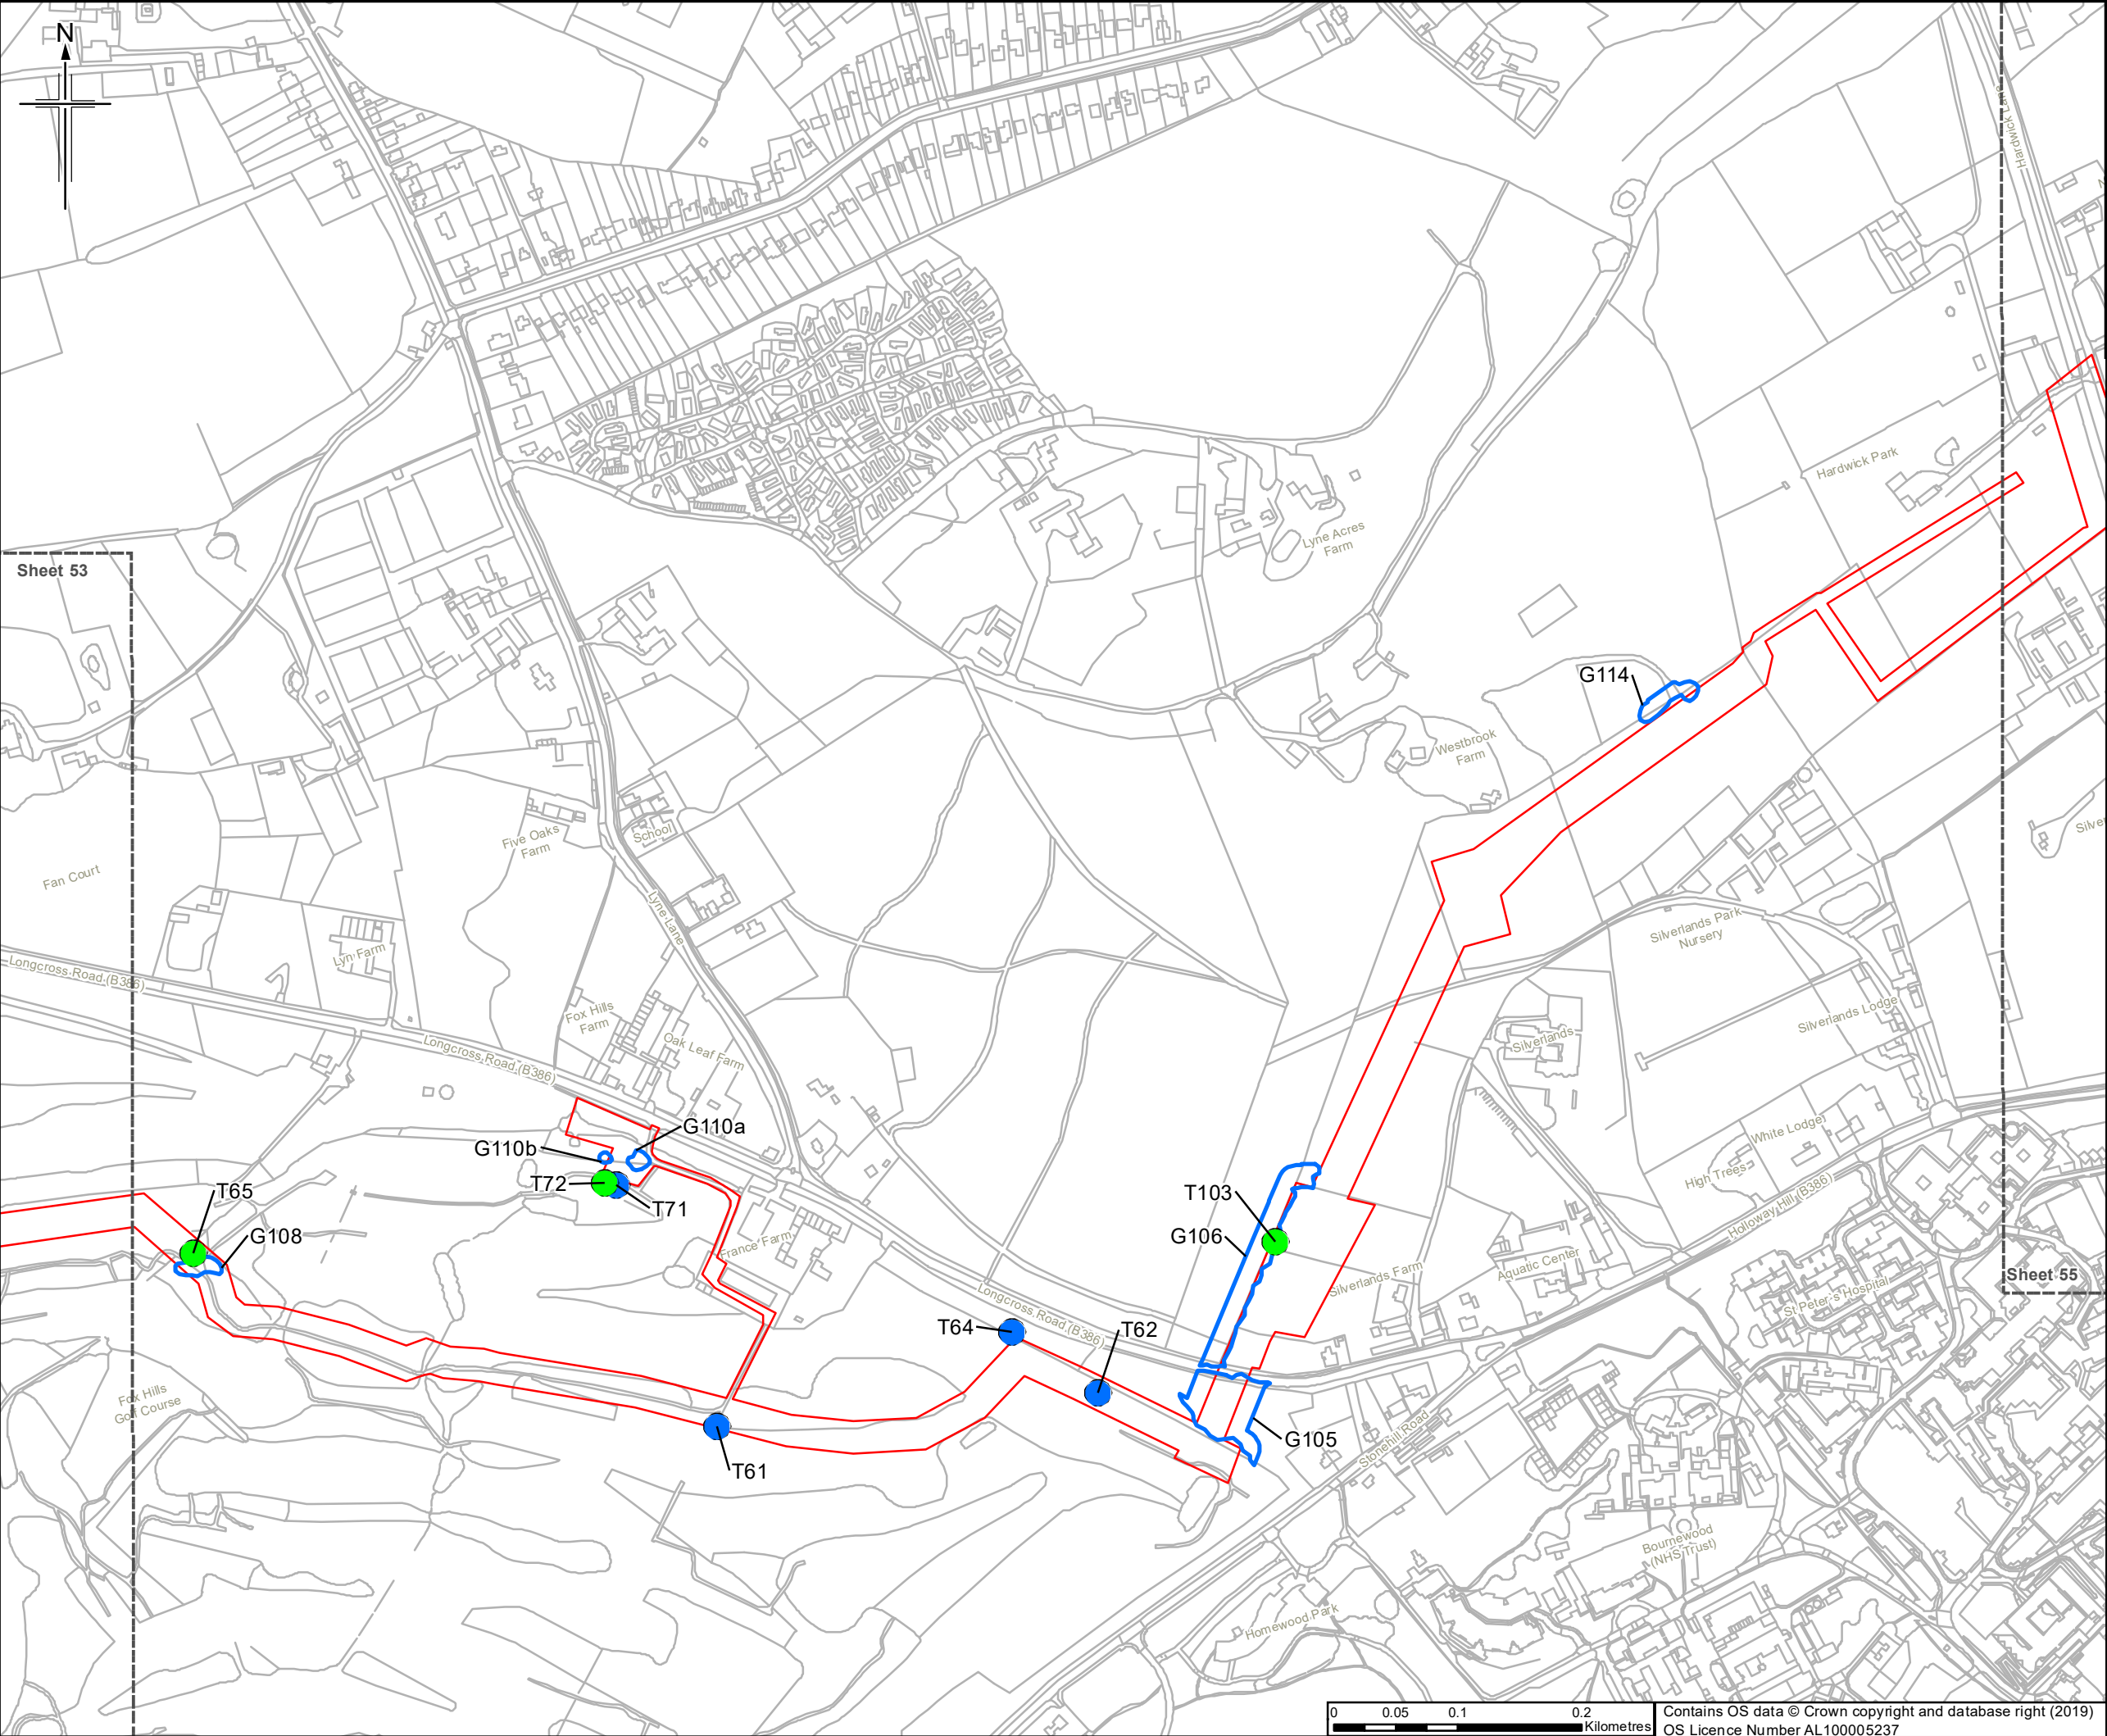 N
Hardwick Lane
Sheet 53
Hardwick Park
Lyne Acres
Farm
G114
Westbrook
Farm
Five Oaks
Farm
School
Silver
Fan Court
Lyne Lane
Silverlands Park
Nursery
Lyn Farm
Longcross Road (B386)
Fox Hills
Farm
Silverlands Lodge
Oak Leaf Farm
Silverlands
Longcross Road (B386)
G110a
White Lodge
G110b
High Trees
T72
T65
T71
T103
Holloway Hill (B386)
G108
G106
France Farm
Aquatic Center
Silverlands Farm
Sheet 55
St Peter's Hospital
Longcross Road (B386)
T64
T62
Fox Hills
Golf Course
G105
Stonehill Road
T61
Bournewood
(NHS Trust)
Homewood Park
0 0.05 0.1 0.2
Kilometres
Contains OS data © Crown copyright and database right (2019)
OS Licence Number AL100005237